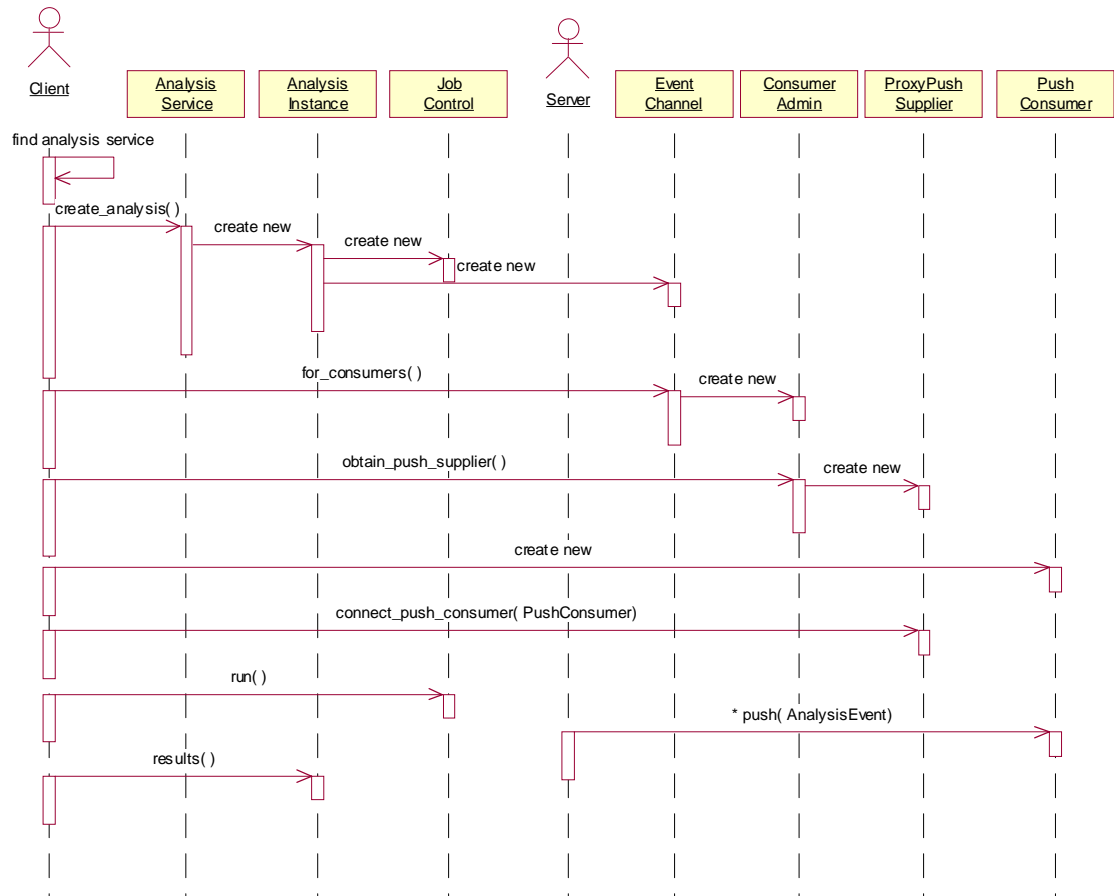 Client
Analysis
Service
Analysis
Instance
Job
Control
Server
Event
Channel
Consumer
Admin
ProxyPush
Supplier
Push
Consumer
find analysis service
create_analysis( )
create new
create new
create new
for_consumers( )
create new
obtain_push_supplier( )
create new
create new
connect_push_consumer( PushConsumer)
run( )
* push( AnalysisEvent)
results( )